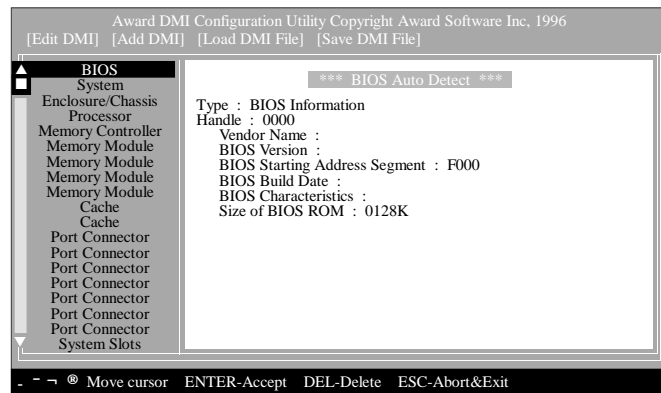 Award DMI Configuration Utility Copyright Award Software Inc, 1996
[Edit DMI] [Add DMI] [Load DMI File] [Save DMI File]
BIOS
System
Enclosure/Chassis
Processor
Memory Controller
Memory Module
Memory Module
Memory Module
Memory Module
Cache
Cache
Port Connector
Port Connector
Port Connector
Port Connector
Port Connector
Port Connector
Port Connector
System Slots
*** BIOS Auto Detect ***
Type : BIOS Information
Handle : 0000
Vendor Name :
BIOS Version :
BIOS Starting Address Segment : F000
BIOS Build Date :
BIOS Characteristics :
Size of BIOS ROM : 0128K
- ¯ ¬ ® Move cursor ENTER-Accept DEL-Delete ESC-Abort&Exit